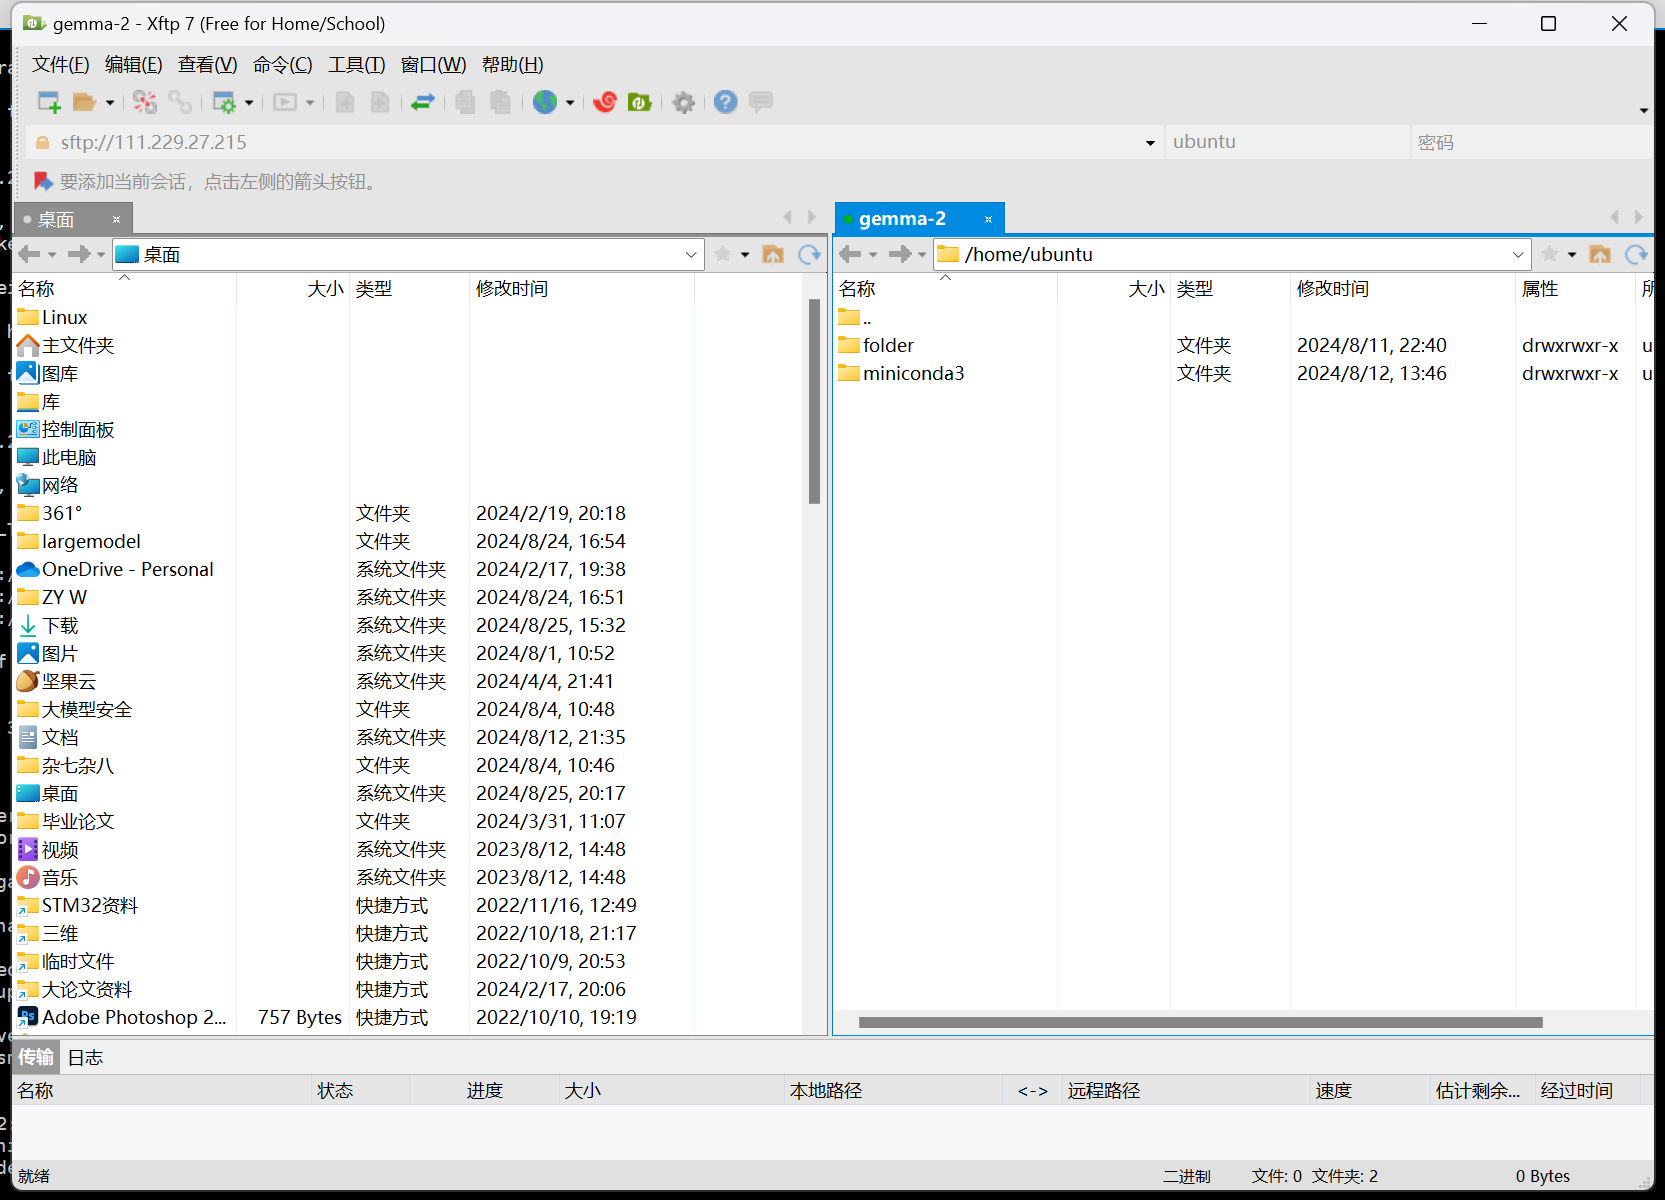 gemma-2 - Xftp 7 (Free for Home/School)
文件(F) 编辑(E) 查看(V) 命令(C) 工具(T) 窗口(W) 帮助(H)
sftp://111.229.27.215 ubuntu 密码
要添加当前会话，点击左侧的箭头按钮。
桌面
桌面
名称 大小 类型 修改时间
Linux
主文件夹
图库
库
控制面板
此电脑
网络
361° 文件夹 2024/2/19, 20:18
largemodel 文件夹 2024/8/24, 16:54
OneDrive - Personal 系统文件夹 2024/2/17, 19:38
ZY W 系统文件夹 2024/8/24, 16:51
下载 系统文件夹 2024/8/25, 15:32
图片 系统文件夹 2024/8/1, 10:52
坚果云 系统文件夹 2024/4/4, 21:41
大模型安全 文件夹 2024/8/4, 10:48
文档 系统文件夹 2024/8/12, 21:35
杂七杂八 文件夹 2024/8/4, 10:46
桌面 系统文件夹 2024/8/25, 20:17
毕业论文 文件夹 2024/3/31, 11:07
视频 系统文件夹 2023/8/12, 14:48
音乐 系统文件夹 2023/8/12, 14:48
STM32资料 快捷方式 2022/11/16, 12:49
三维 快捷方式 2022/10/18, 21:17
临时文件 快捷方式 2022/10/9, 20:53
大论文资料 快捷方式 2024/2/17, 20:06
Adobe Photoshop 2... 757 Bytes 快捷方式 2022/10/10, 19:19
gemma-2
/home/ubuntu
名称 大小 类型 修改时间 属性 所
..
folder 文件夹 2024/8/11, 22:40 drwxrwxr-x u
miniconda3 文件夹 2024/8/12, 13:46 drwxrwxr-x u
传输 日志
名称 状态 进度 大小 本地路径 <-> 远程路径 速度 估计剩余... 经过时间
就绪 二进制 文件: 0 文件夹: 2 0 Bytes